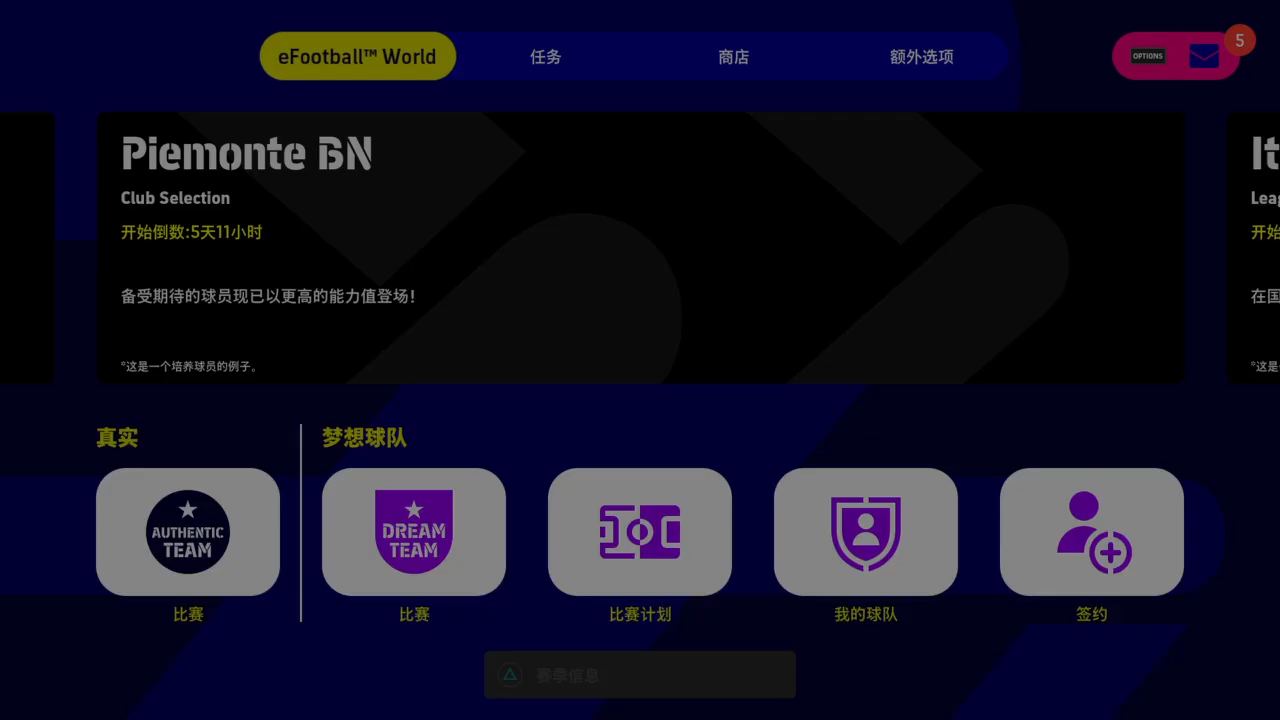 eFootball™ World
任务
商店
额外选项
OPTIONS
5
Piemonte BN
Club Selection
开始倒数:5天11小时
备受期待的球员现已以更高的能力值登场!
*这是一个培养球员的例子。
It
Leag
开始
在国
*这是一
真实
梦想球队
AUTHENTIC
TEAM
DREAM
TEAM
比赛
比赛
比赛计划
我的球队
签约
赛季信息